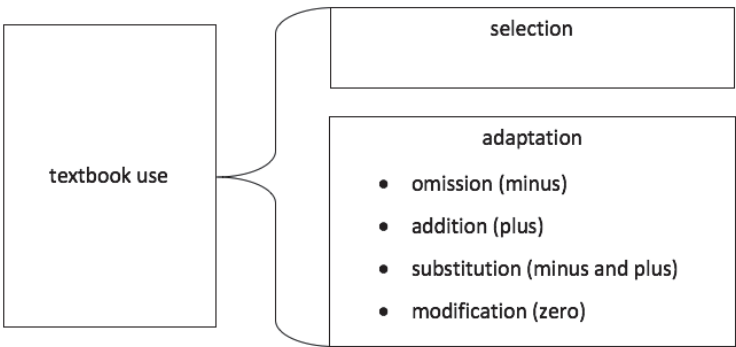 textbook use
selection
adaptation
• omission (minus)
• addition (plus)
• substitution (minus and plus)
• modification (zero)